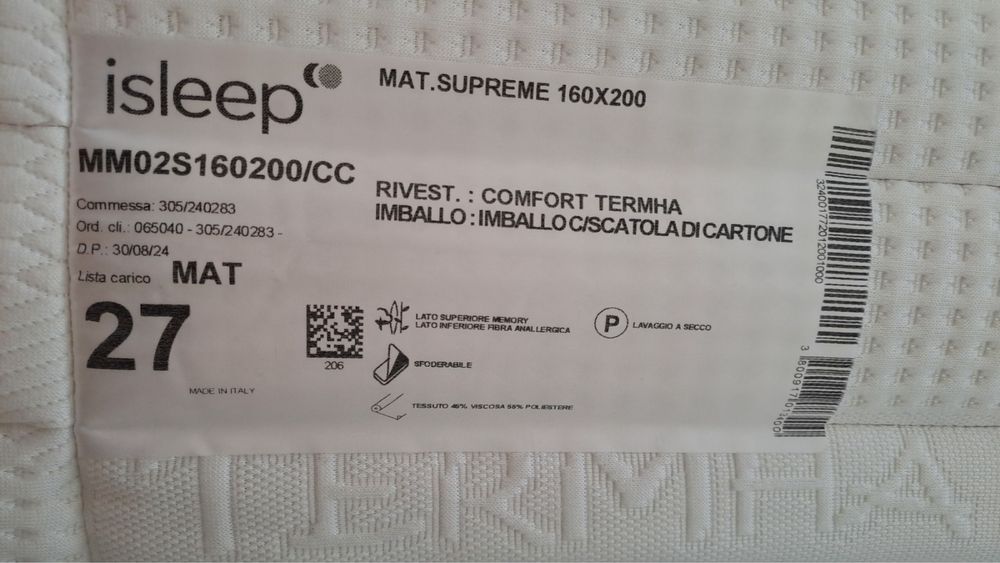 isleep
MAT.SUPREME 160X200
MM02S160200/CC
RIVEST. : COMFORT TERMHA
IMBALLO : IMBALLO C/SCATOLA DI CARTONE
Commessa: 305/240283
Ord. cli.: 065040 - 305/240283 -
D.P.: 30/08/24
Lista carico MAT
27
MADE IN ITALY
206
LATO SUPERIORE MEMORY
LATO INFERIORE FIBRA ANALLERGICA
SFODERABILE
TESSUTO 45% VISCOSA 55% POLIESTERE
P
LAVAGGIO A SECCO
TERMHA